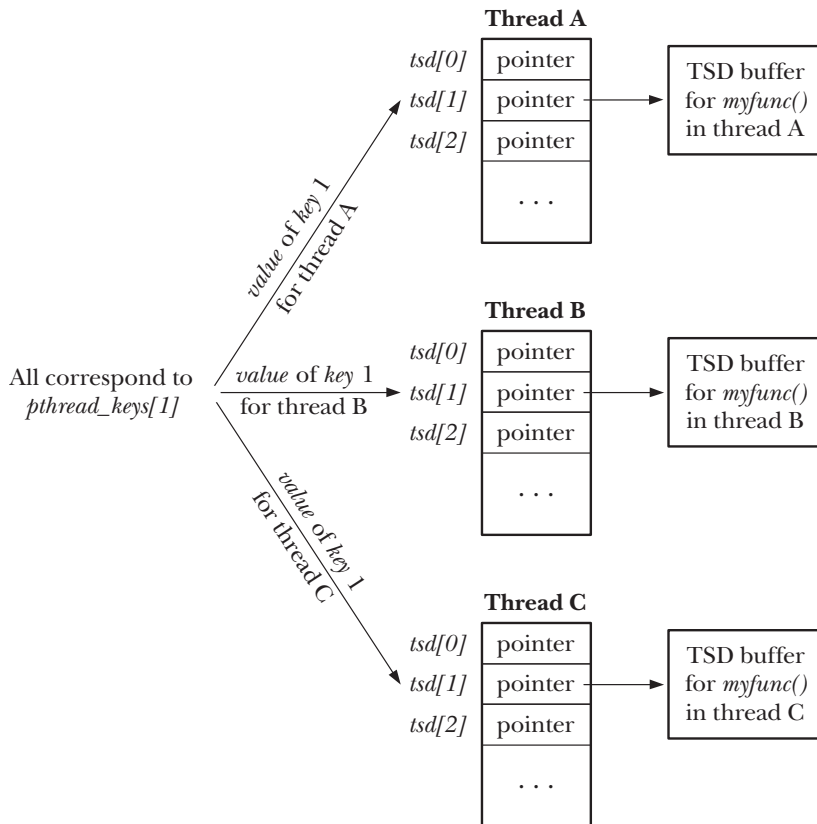 Thread A
tsd[0]
pointer
tsd[1]
pointer
tsd[2]
pointer
. . .
TSD buffer
for myfunc()
in thread A
value of key 1
for thread A
All correspond to
pthread_keys[1]
value of key 1
for thread B
Thread B
tsd[0]
pointer
tsd[1]
pointer
tsd[2]
pointer
. . .
TSD buffer
for myfunc()
in thread B
value of key 1
for thread C
Thread C
tsd[0]
pointer
tsd[1]
pointer
tsd[2]
pointer
. . .
TSD buffer
for myfunc()
in thread C